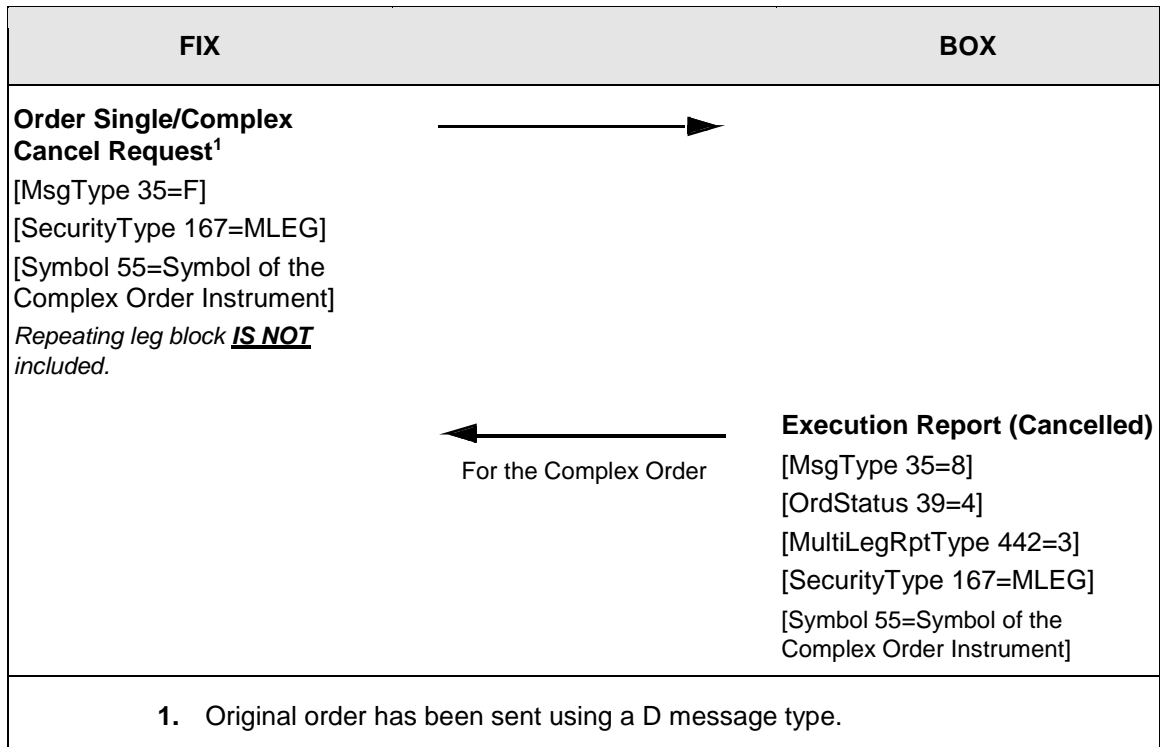 FIX
BOX
Order Single/Complex
Cancel Request1
[MsgType 35=F]
[SecurityType 167=MLEG]
[Symbol 55=Symbol of the
Complex Order Instrument]
Repeating leg block IS NOT
included.
For the Complex Order
Execution Report (Cancelled)
[MsgType 35=8]
[OrdStatus 39=4]
[MultiLegRptType 442=3]
[SecurityType 167=MLEG]
[Symbol 55=Symbol of the
Complex Order Instrument]
1. Original order has been sent using a D message type.